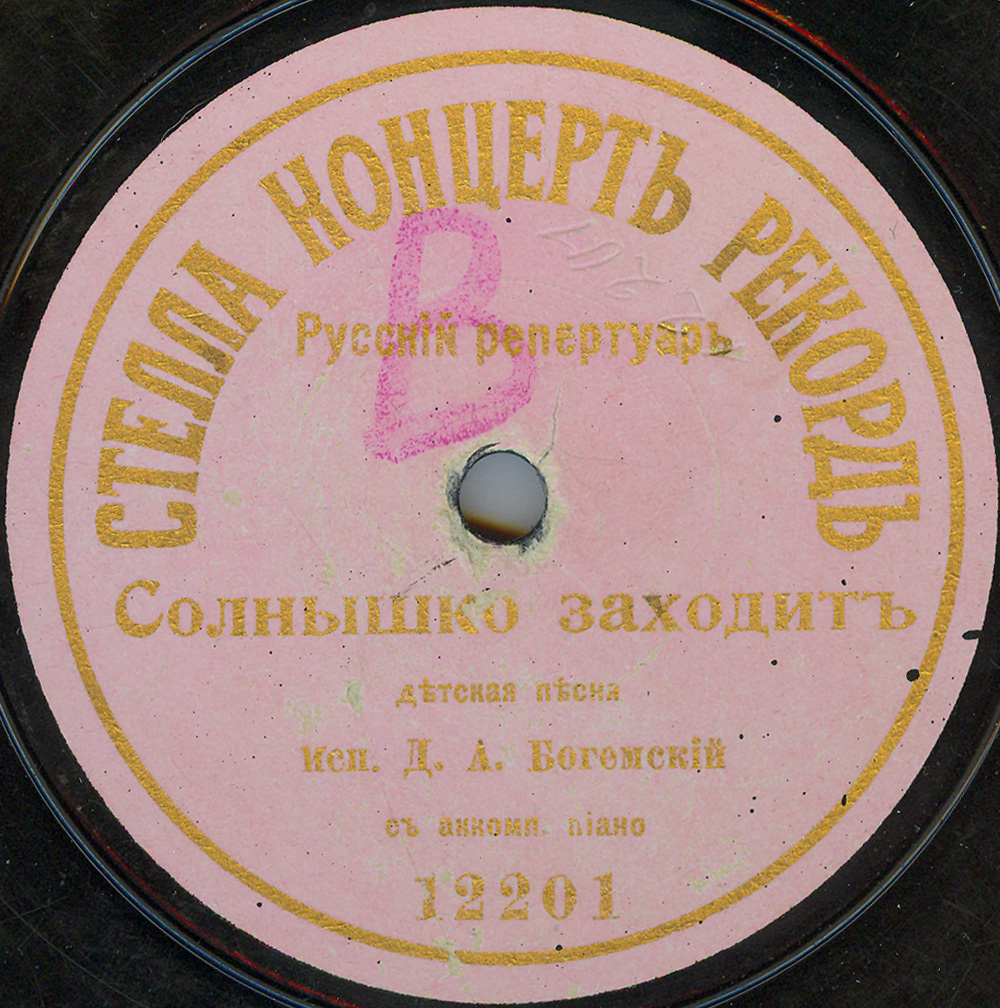 СТЕЛЛА КОНЦЕРТЪ РЕКОРДЪ
В
Русскій репертуаръ
Солнышко заходитъ
дѣтская пѣсня
исп. Д. А. Богемскій
съ аккомп. піано
12201